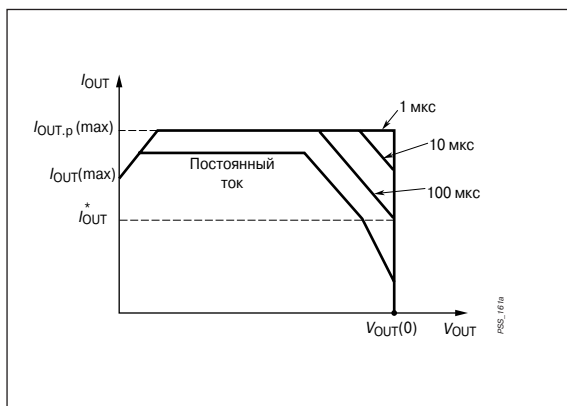 I_OUT
1 мкс
I_OUT.p(max)
10 мкс
I_OUT(max)
Постоянный
ток
100 мкс
I*_OUT
V_OUT(0)
V_OUT
PSS_161a